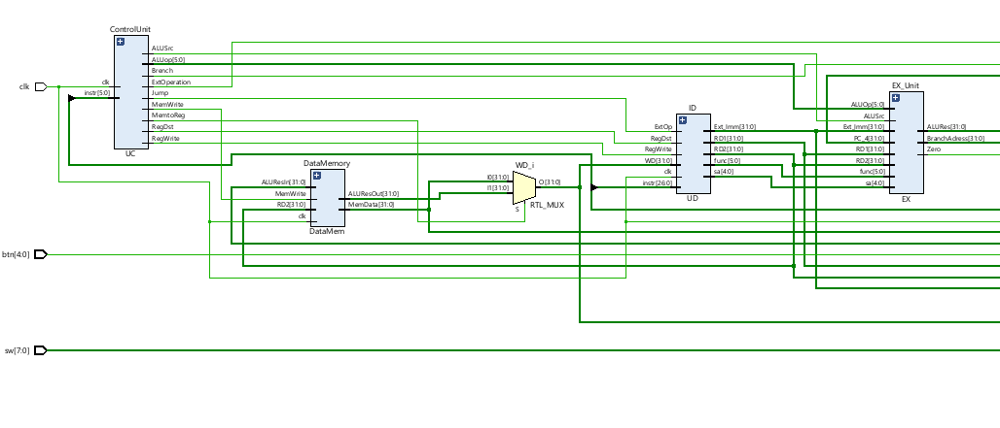 ControlUnit
ALUSrc
ALUop[5:0]
Brench
ExtOperation
Jump
MemWrite
MemtoReg
RegDst
RegWrite
clk
instr[5:0]
UC
clk
DataMemory
ALUResIn[31:0]
MemWrite
RD2[31:0]
clk
ALUResOut[31:0]
MemData[31:0]
DataMem
WD_i
I0[31:0]
I1[31:0]
S
O[31:0]
RTL_MUX
ID
ExtOp
RegDst
RegWrite
WD[31:0]
clk
instr[26:0]
Ext_Imm[31:0]
RD1[31:0]
RD2[31:0]
func[5:0]
sa[4:0]
UD
EX_Unit
ALUOp[5:0]
ALUSrc
Ext_Imm[31:0]
PC_4[31:0]
RD1[31:0]
RD2[31:0]
func[5:0]
sa[4:0]
ALURes[31:0]
BranchAdress[31:0]
Zero
EX
btn[4:0]
sw[7:0]